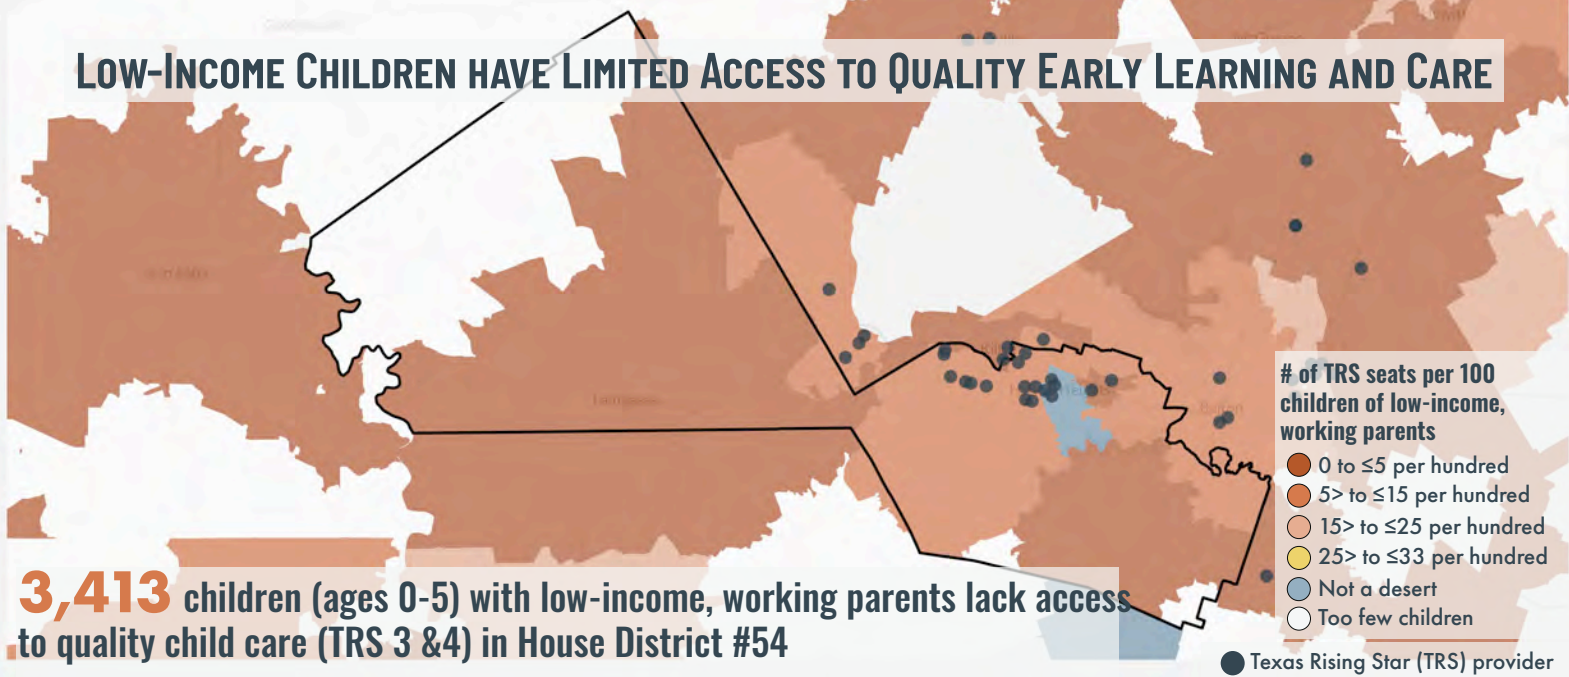 Low-Income Children have Limited Access to Quality Early Learning and Care
# of TRS seats per 100
children of low-income,
working parents
0 to ≤5 per hundred
5> to ≤15 per hundred
15> to ≤25 per hundred
25> to ≤33 per hundred
Not a desert
Too few children
Texas Rising Star (TRS) provider
3,413 children (ages 0-5) with low-income, working parents lack access
to quality child care (TRS 3 &4) in House District #54